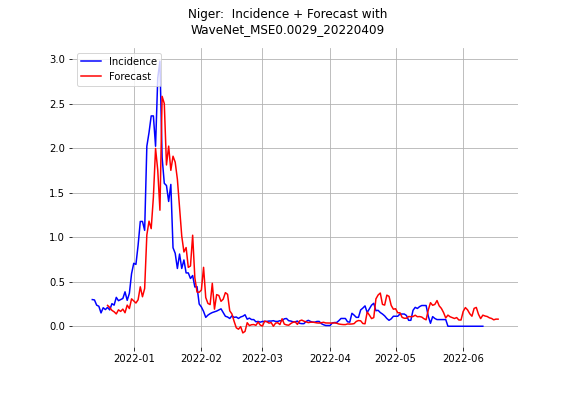 Niger:  Incidence + Forecast with
WaveNet_MSE0.0029_20220409
Incidence
Forecast
3.0
2.5
2.0
1.5
1.0
0.5
0.0
2022-01 2022-02 2022-03 2022-04 2022-05 2022-06